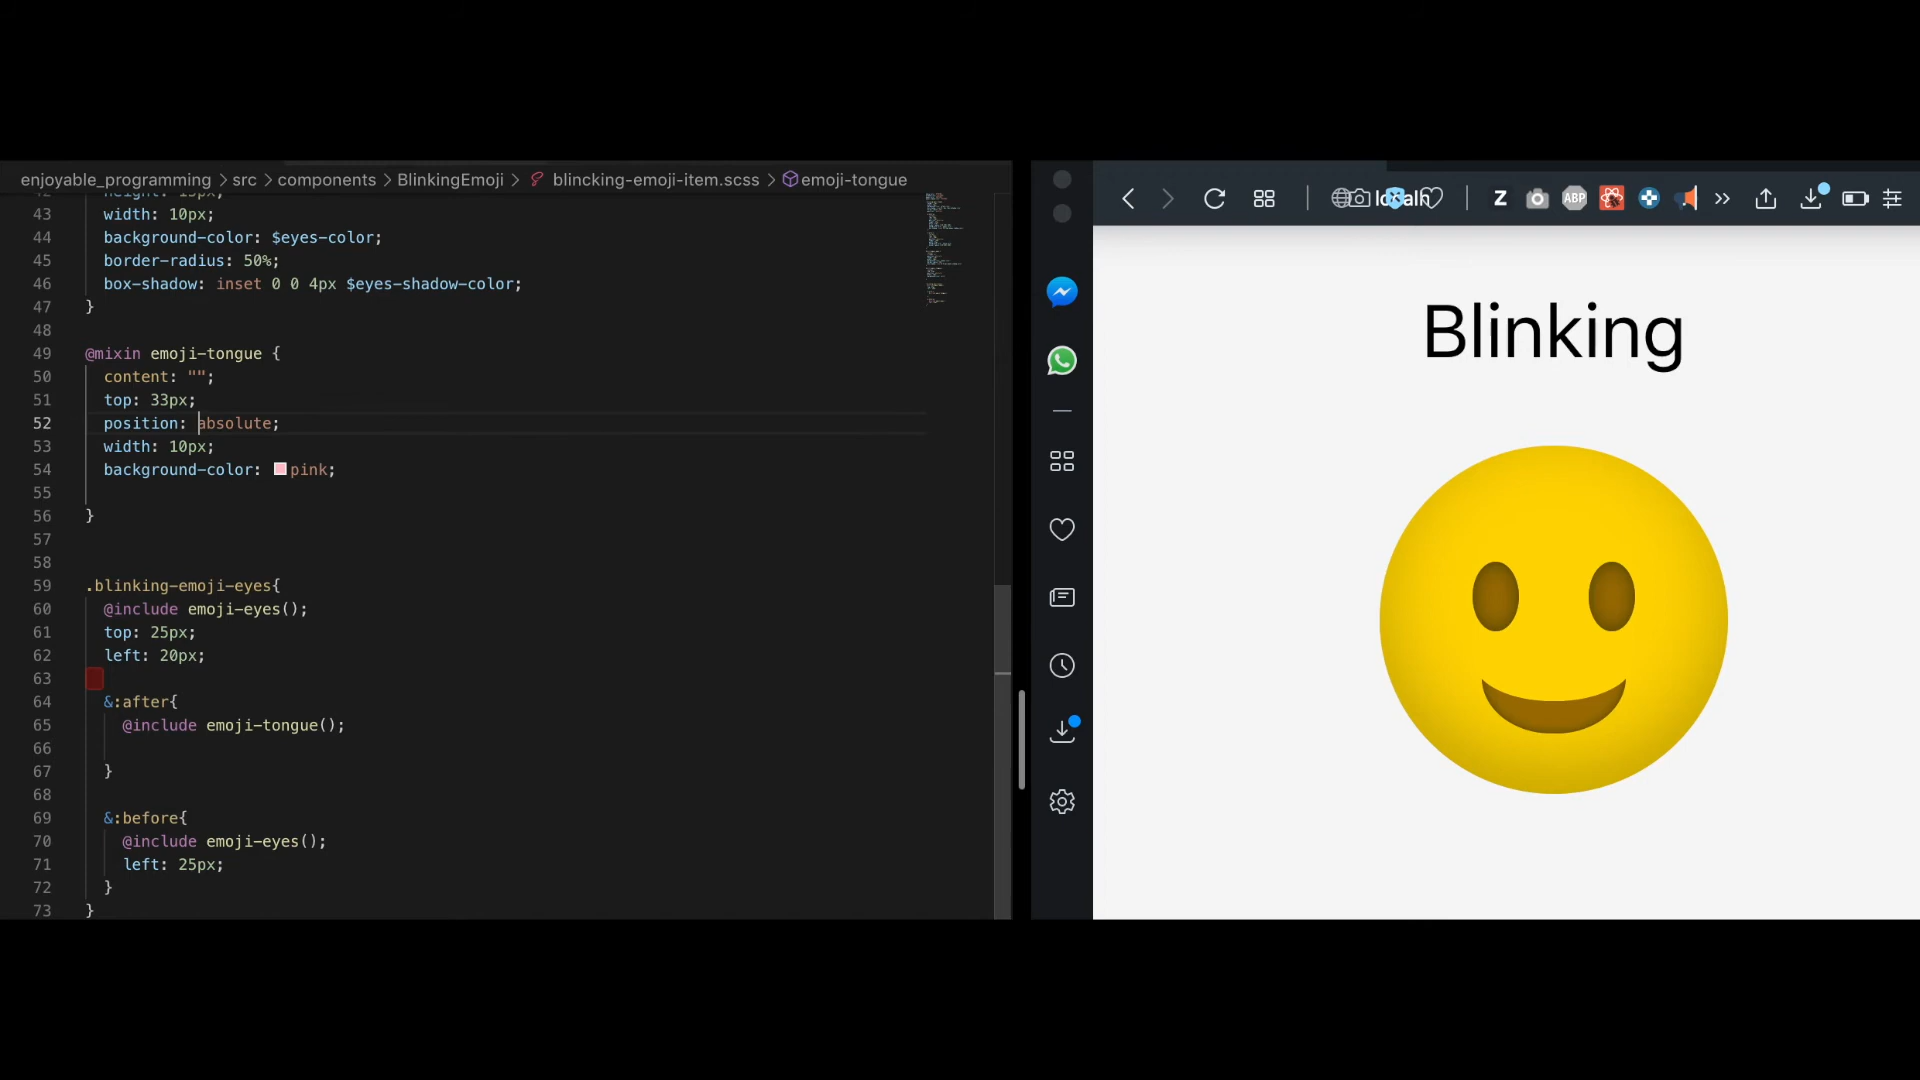 enjoyable_programming > src > components > BlinkingEmoji > blincking-emoji-item.scss > emoji-tongue
43 width: 10px;
44 background-color: $eyes-color;
45 border-radius: 50%;
46 box-shadow: inset 0 0 4px $eyes-shadow-color;
47 }
48
49 @mixin emoji-tongue {
50 content: "";
51 top: 33px;
52 position: absolute;
53 width: 10px;
54 background-color: pink;
55
56 }
57
58
59 .blinking-emoji-eyes{
60 @include emoji-eyes();
61 top: 25px;
62 left: 20px;
63
64 &:after{
65 @include emoji-tongue();
66
67 }
68
69 &:before{
70 @include emoji-eyes();
71 left: 25px;
72 }
73 }
localh
Z
ABP
Blinking